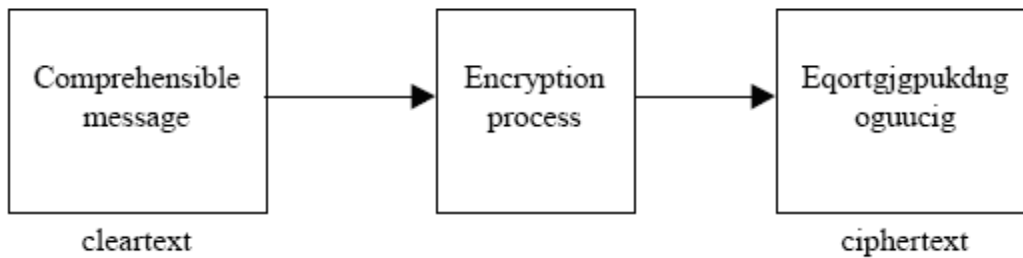 Comprehensible
message
Encryption
process
Eqortgjgpukdng
oguucig
cleartext
ciphertext